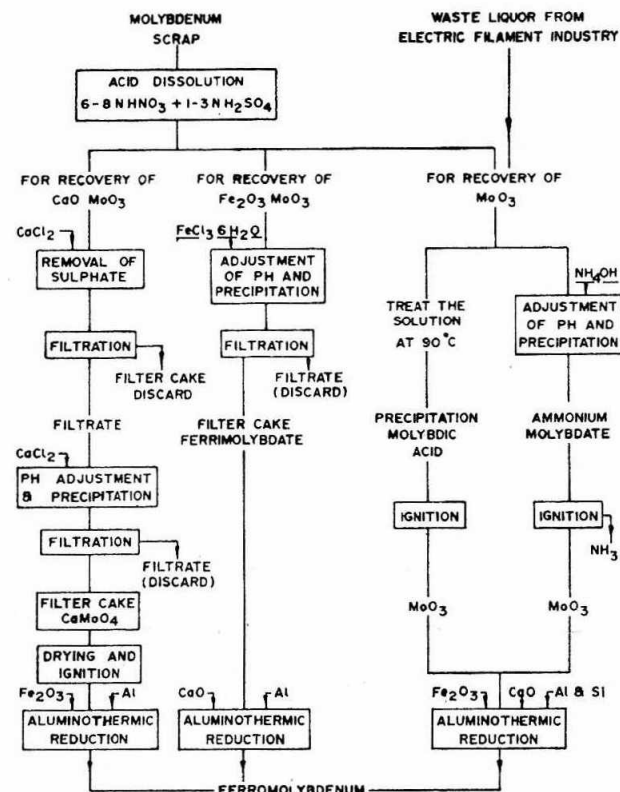 MOLYBDENUM
SCRAP
WASTE LIQUOR FROM
ELECTRIC FILAMENT INDUSTRY
ACID DISSOLUTION
6-8 N HNO3 + 1-3 N H2SO4
FOR RECOVERY OF
CaO MoO3
FOR RECOVERY OF
Fe2O3 MoO3
FOR RECOVERY OF
MoO3
CaCl2
REMOVAL OF
SULPHATE
FILTRATION
FILTER CAKE
DISCARD
FILTRATE
CaCl2
PH ADJUSTMENT
& PRECIPITATION
FILTRATION
FILTRATE
(DISCARD)
FILTER CAKE
CaMoO4
DRYING AND
IGNITION
Fe2O3
Al
ALUMINOTHERMIC
REDUCTION
FeCl3 6H2O
ADJUSTMENT
OF PH AND
PRECIPITATION
FILTRATION
FILTRATE
(DISCARD)
FILTER CAKE
FERRIMOLYBDATE
CaO
Al
ALUMINOTHERMIC
REDUCTION
TREAT THE
SOLUTION
AT 90°C
PRECIPITATION
MOLYBDIC
ACID
IGNITION
MoO3
NH4OH
ADJUSTMENT
OF PH AND
PRECIPITATION
AMMONIUM
MOLYBDATE
IGNITION
NH3
MoO3
Fe2O3
CaO
Al & SI
ALUMINOTHERMIC
REDUCTION
FERROMOLYBDENUM